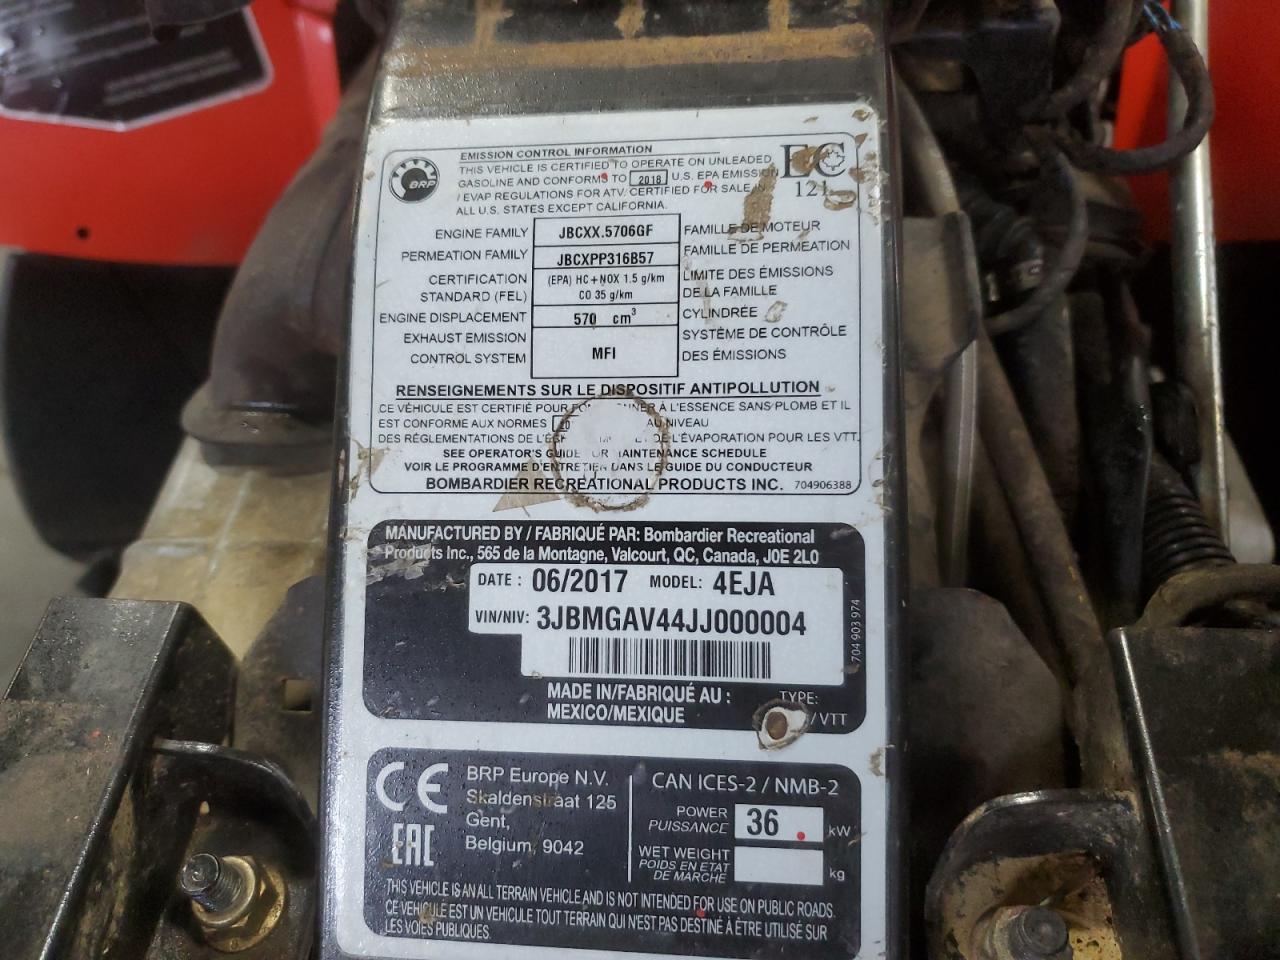 BRP
EMISSION CONTROL INFORMATION
THIS VEHICLE IS CERTIFIED TO OPERATE ON UNLEADED
GASOLINE AND CONFORMS TO 2018 U.S. EPA EMISSION
/ EVAP REGULATIONS FOR ATV. CERTIFIED FOR SALE IN
ALL U.S. STATES EXCEPT CALIFORNIA.
EC
121
ENGINE FAMILY JBCXX.5706GF FAMILLE DE MOTEUR
PERMEATION FAMILY JBCXPP316B57 FAMILLE DE PERMEATION
CERTIFICATION (EPA) HC+NOX 1.5 g/km LIMITE DES ÉMISSIONS
STANDARD (FEL) CO 35 g/km DE LA FAMILLE
ENGINE DISPLACEMENT 570 cm³ CYLINDRÉE
EXHAUST EMISSION SYSTÈME DE CONTRÔLE
CONTROL SYSTEM MFI DES ÉMISSIONS
RENSEIGNEMENTS SUR LE DISPOSITIF ANTIPOLLUTION
CE VÉHICULE EST CERTIFIÉ POUR À L'ESSENCE SANS PLOMB ET IL
EST CONFORME AUX NORMES AU NIVEAU
DES RÉGLEMENTATIONS DE ET DE L'ÉVAPORATION POUR LES VTT.
SEE OPERATOR'S GUIDE FOR MAINTENANCE SCHEDULE
VOIR LE PROGRAMME D'ENTRETIEN DANS LE GUIDE DU CONDUCTEUR
BOMBARDIER RECREATIONAL PRODUCTS INC. 704906388
MANUFACTURED BY / FABRIQUÉ PAR: Bombardier Recreational
Products Inc., 565 de la Montagne, Valcourt, QC, Canada, J0E 2L0
DATE : 06/2017 MODEL: 4EJA
VIN/NIV: 3JBMGAV44JJ000004
704 903 974
MADE IN/FABRIQUÉ AU : TYPE:
MEXICO/MEXIQUE /VTT
CE
EAC
BRP Europe N.V.
Skaldenstraat 125
Gent,
Belgium, 9042
CAN ICES-2 / NMB-2
POWER
PUISSANCE 36 kW
WET WEIGHT
POIDS EN ETAT
DE MARCHE kg
THIS VEHICLE IS AN ALL TERRAIN VEHICLE AND IS NOT INTENDED FOR USE ON PUBLIC ROADS.
CE VÉHICULE EST UN VÉHICULE TOUT TERRAIN QUI N'EST PAS DESTINÉ À ÊTRE UTILISÉ SUR
LES VOIES PUBLIQUES.